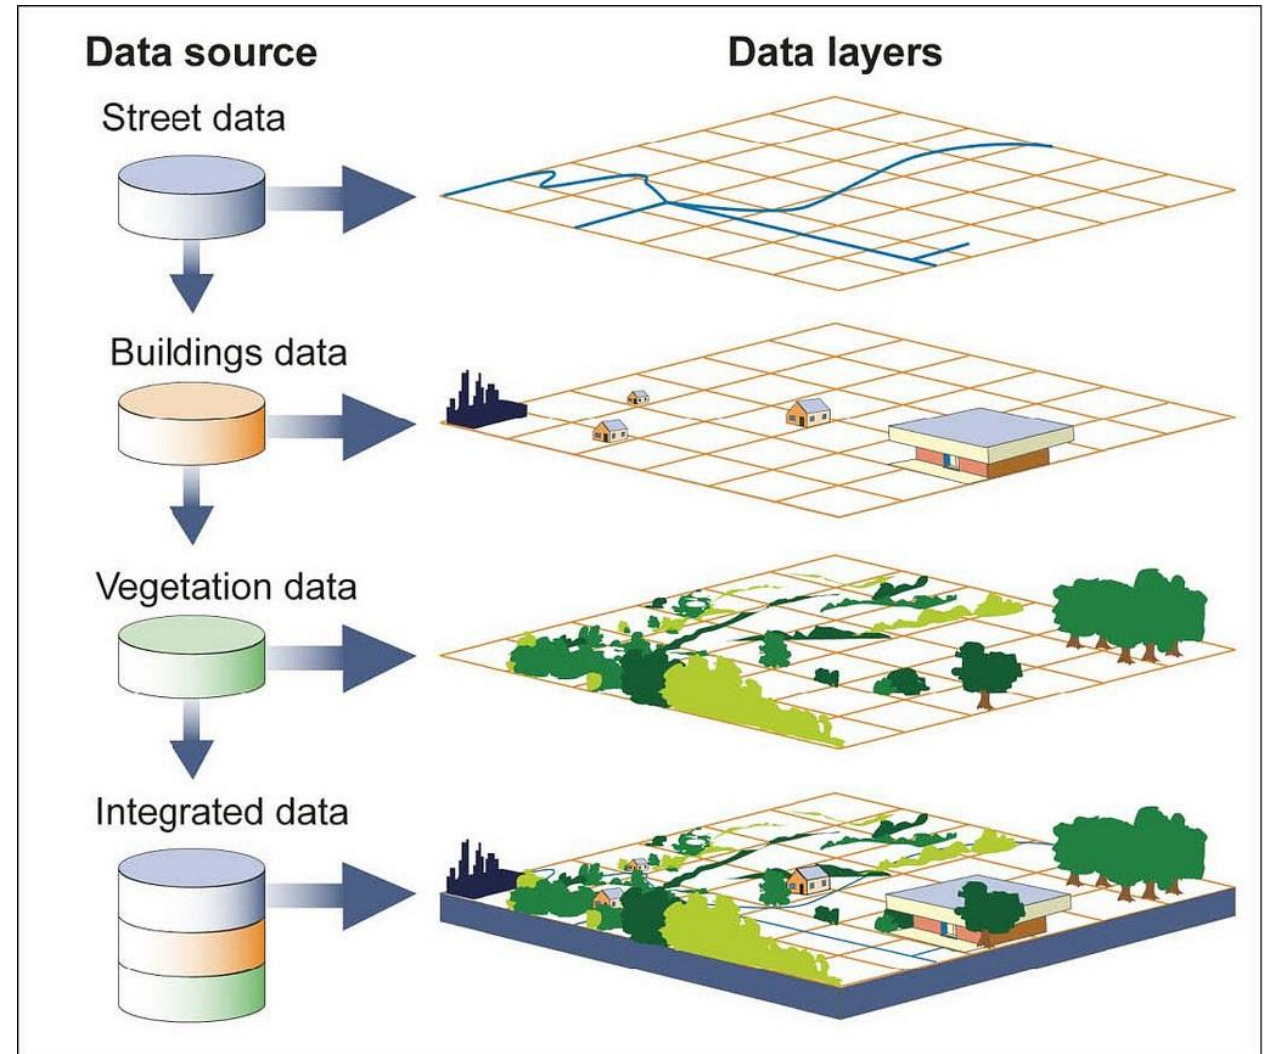 Data source
Data layers
Street data
Buildings data
Vegetation data
Integrated data